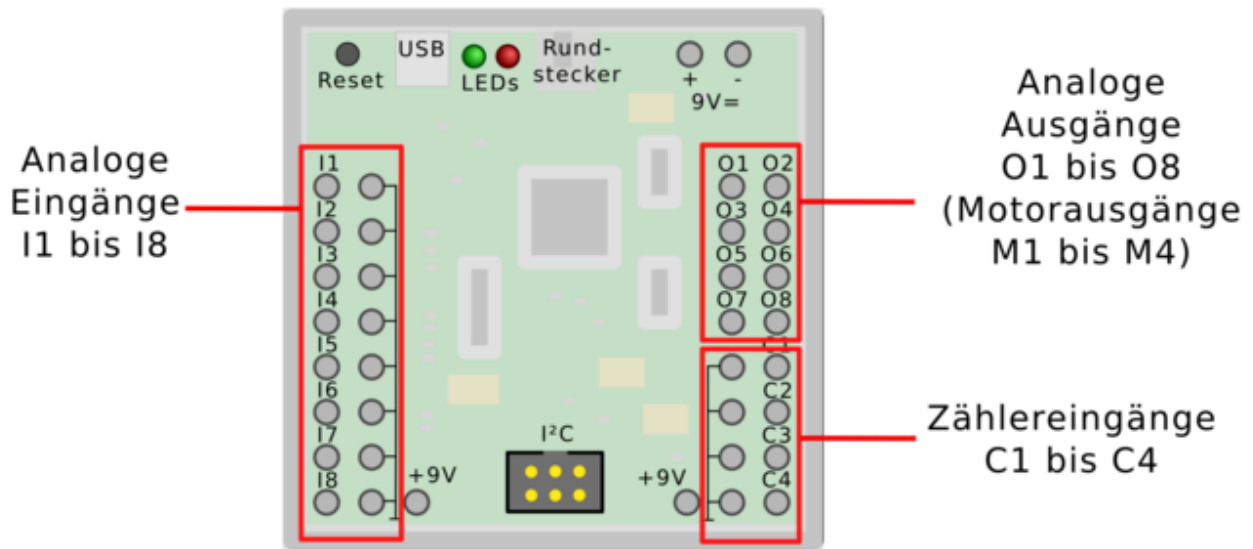 Reset
USB
LEDs
Rund-
stecker
+ -
9V=
Analoge
Eingänge
I1 bis I8
I1
I2
I3
I4
I5
I6
I7
I8
+9V
I²C
+9V
O1 O2
O3 O4
O5 O6
O7 O8
C1
C2
C3
C4
Analoge
Ausgänge
O1 bis O8
(Motorausgänge
M1 bis M4)
Zählereingänge
C1 bis C4